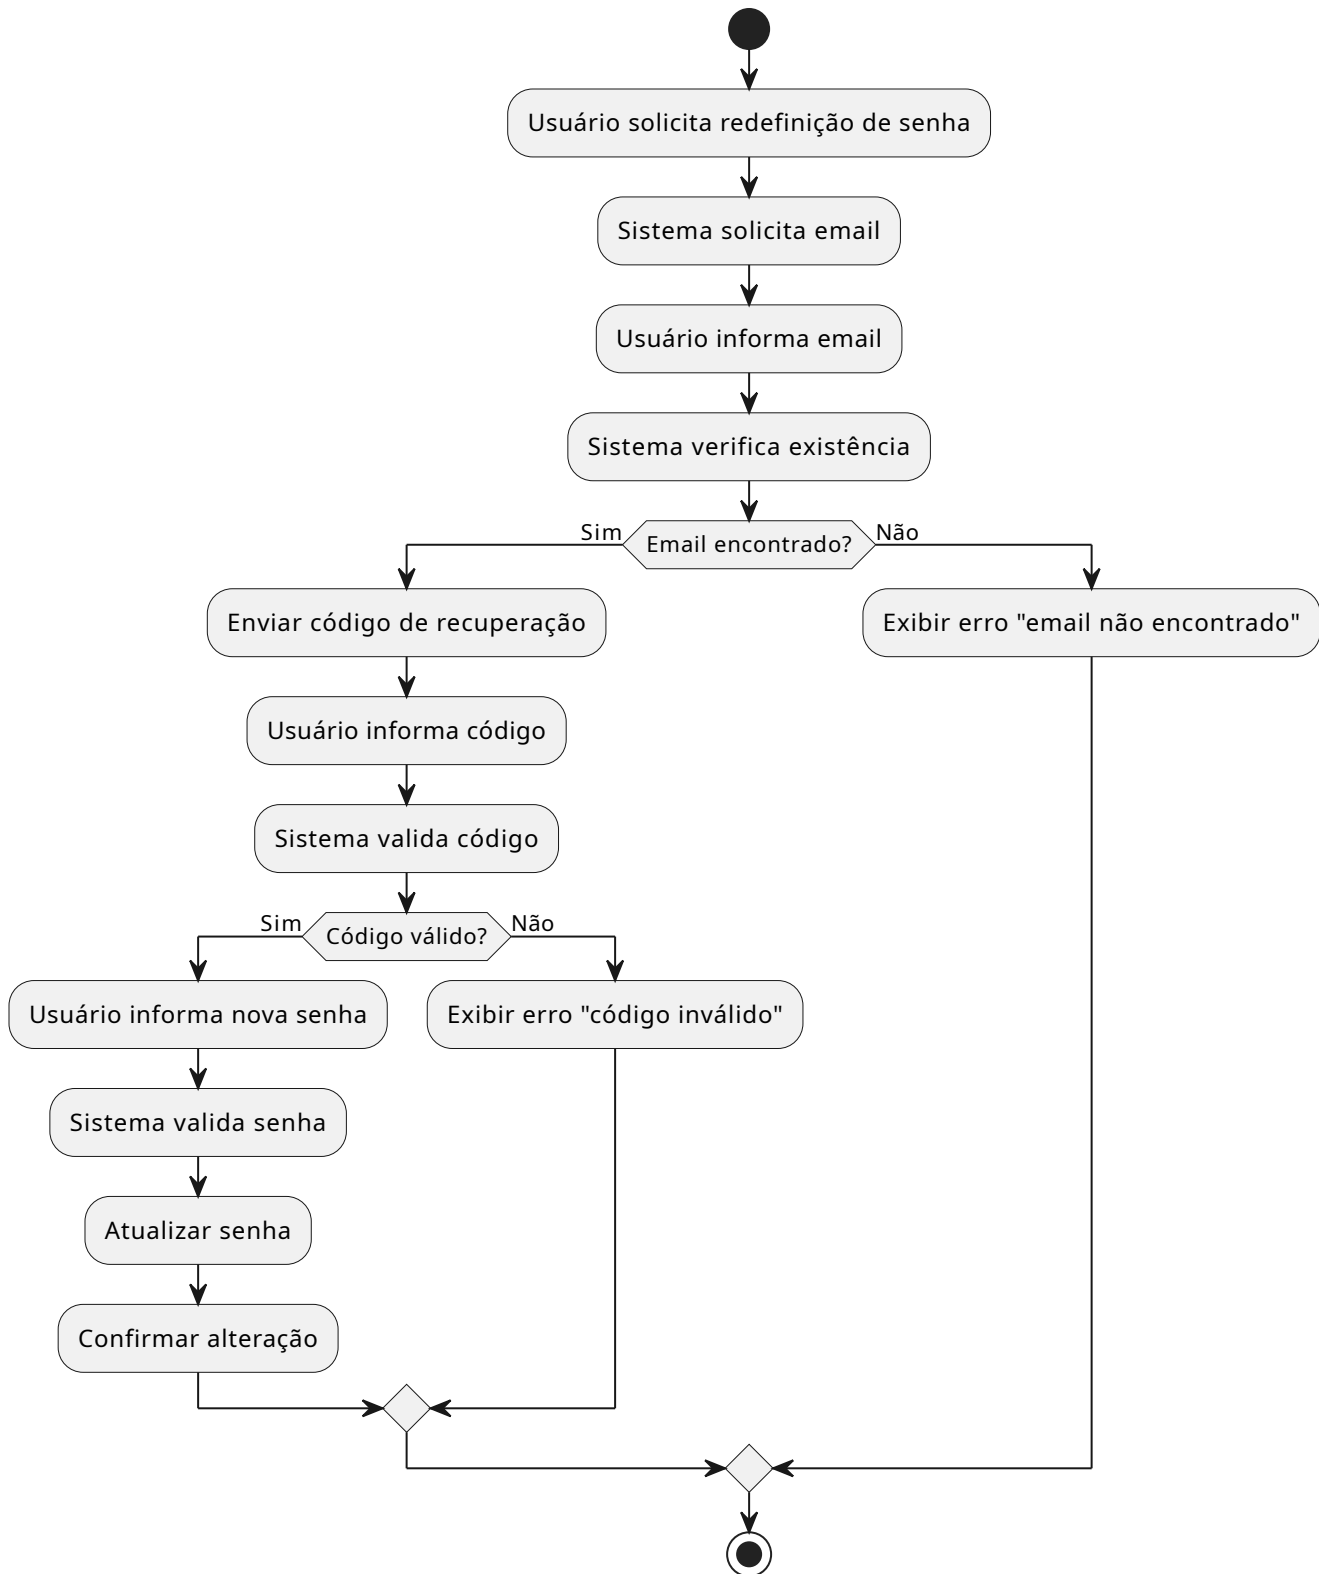 Usuário solicita redefinição de senha
Sistema solicita email
Usuário informa email
Sistema verifica existência
Sim
Email encontrado?
Não
Enviar código de recuperação
Exibir erro "email não encontrado"
Usuário informa código
Sistema valida código
Sim
Código válido?
Não
Usuário informa nova senha
Exibir erro "código inválido"
Sistema valida senha
Atualizar senha
Confirmar alteração